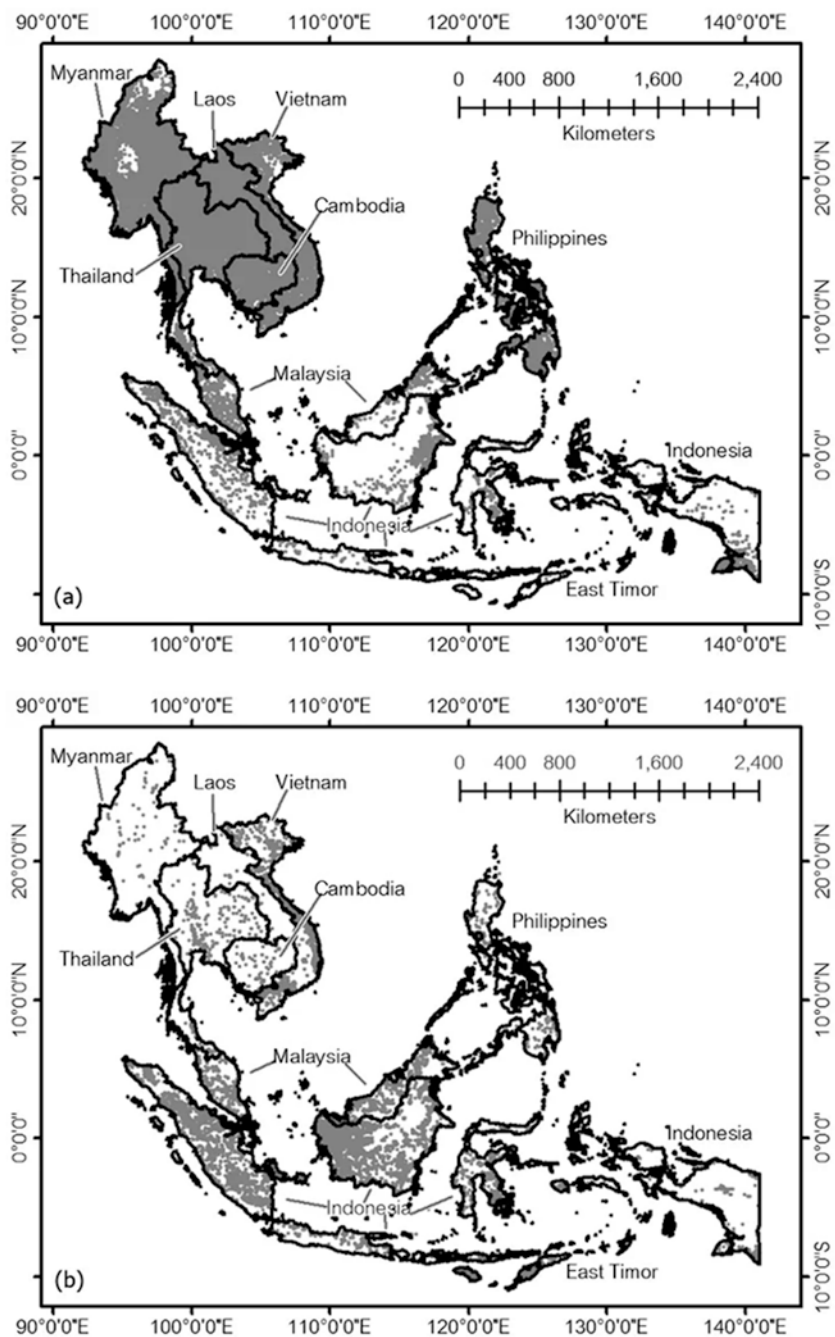 90°0'0"E 100°0'0"E 110°0'0"E 120°0'0"E 130°0'0"E 140°0'0"E
Myanmar
Laos
Vietnam
0 400 800 1,600 2,400
Kilometers
20°0'0"N
20°0'0"N
Cambodia
Philippines
Thailand
10°0'0"N
10°0'0"N
Malaysia
Indonesia
0°0'0"
0°0'0"
Indonesia
East Timor
(a)
10°0'0"S
90°0'0"E 100°0'0"E 110°0'0"E 120°0'0"E 130°0'0"E 140°0'0"E
90°0'0"E 100°0'0"E 110°0'0"E 120°0'0"E 130°0'0"E 140°0'0"E
Myanmar
Laos
Vietnam
0 400 800 1,600 2,400
Kilometers
20°0'0"N
20°0'0"N
Cambodia
Philippines
Thailand
10°0'0"N
10°0'0"N
Malaysia
Indonesia
0°0'0"
0°0'0"
Indonesia
East Timor
(b)
10°0'0"S
90°0'0"E 100°0'0"E 110°0'0"E 120°0'0"E 130°0'0"E 140°0'0"E